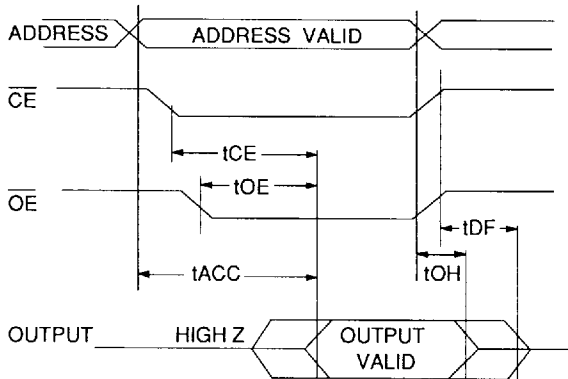 ADDRESS
ADDRESS VALID
CE
tCE
tOE
OE
tDF
tACC
tOH
OUTPUT
HIGH Z
OUTPUT
VALID